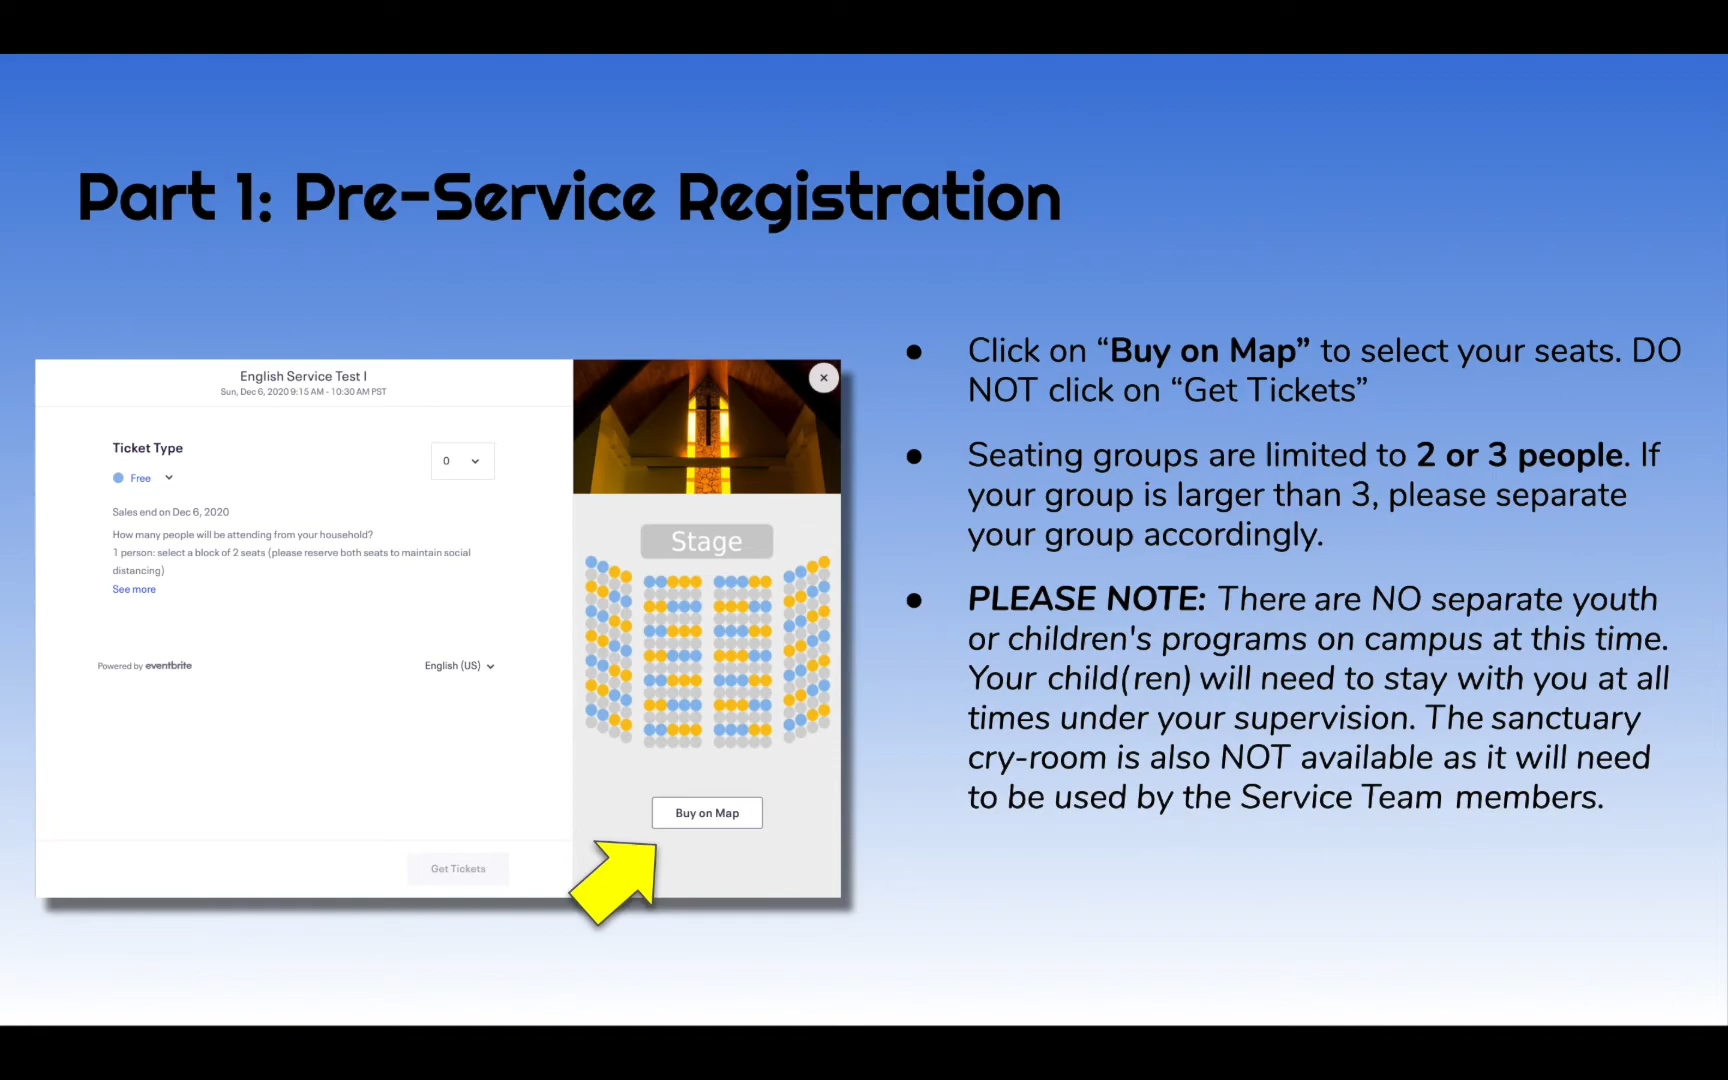 Part 1: Pre-Service Registration
English Service Test I
Sun, Dec 6, 2020 9:15 AM - 10:30 AM PST
Ticket Type
0
Free
Sales end on Dec 6, 2020
How many people will be attending from your household?
1 person: select a block of 2 seats (please reserve both seats to maintain social
distancing)
See more
Powered by eventbrite
English (US)
Get Tickets
Stage
Buy on Map
● Click on “Buy on Map” to select your seats. DO
NOT click on “Get Tickets”
● Seating groups are limited to 2 or 3 people. If
your group is larger than 3, please separate
your group accordingly.
● PLEASE NOTE: There are NO separate youth
or children's programs on campus at this time.
Your child(ren) will need to stay with you at all
times under your supervision. The sanctuary
cry-room is also NOT available as it will need
to be used by the Service Team members.